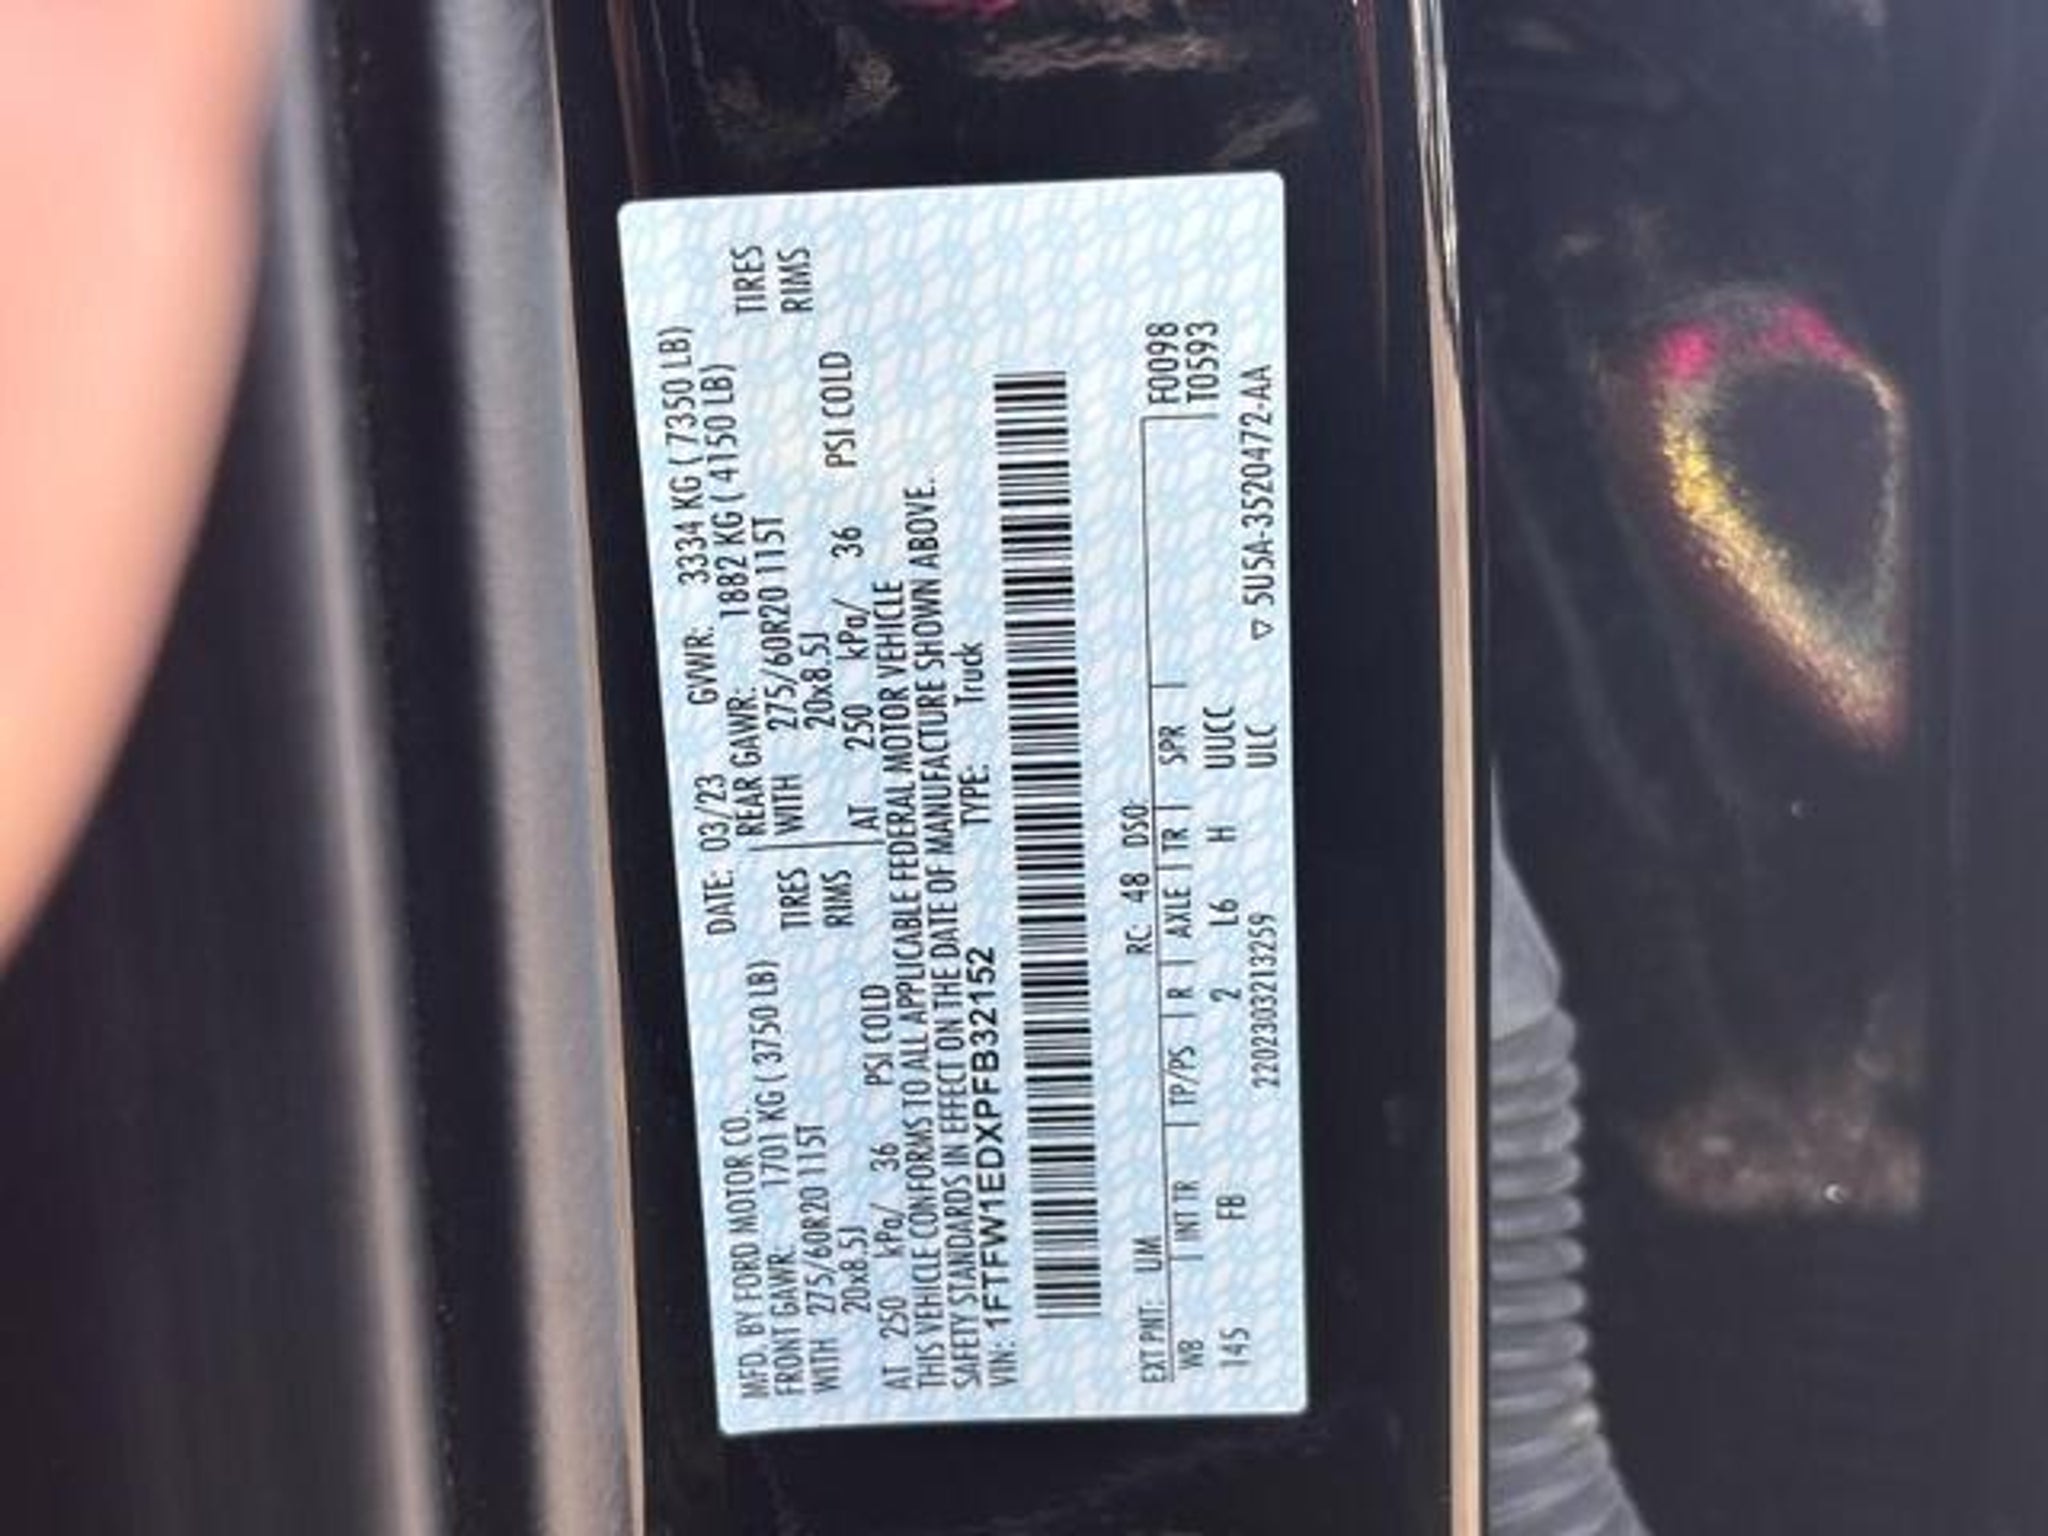 MFD. BY FORD MOTOR CO. DATE: 03/23 GVWR: 3334 KG ( 7350 LB)
FRONT GAWR: 1701 KG ( 3750 LB) REAR GAWR: 1882 KG ( 4150 LB)
WITH 275/60R20 115T TIRES WITH 275/60R20 115T TIRES
20x8.5J RIMS 20x8.5J RIMS
AT 250 kPa/ 36 PSI COLD AT 250 kPa/ 36 PSI COLD
THIS VEHICLE CONFORMS TO ALL APPLICABLE FEDERAL MOTOR VEHICLE
SAFETY STANDARDS IN EFFECT ON THE DATE OF MANUFACTURE SHOWN ABOVE.
VIN: 1FTFW1EDXPFB32152 TYPE: Truck
EXT PNT: UM RC: 48 DSO: F0098
WB | INT TR | TP/PS | R | AXLE | TR | SPR | T0593
145 FB 2 L6 H UUCC
2202303213259 ULC ▽ 5U5A-3520472-AA